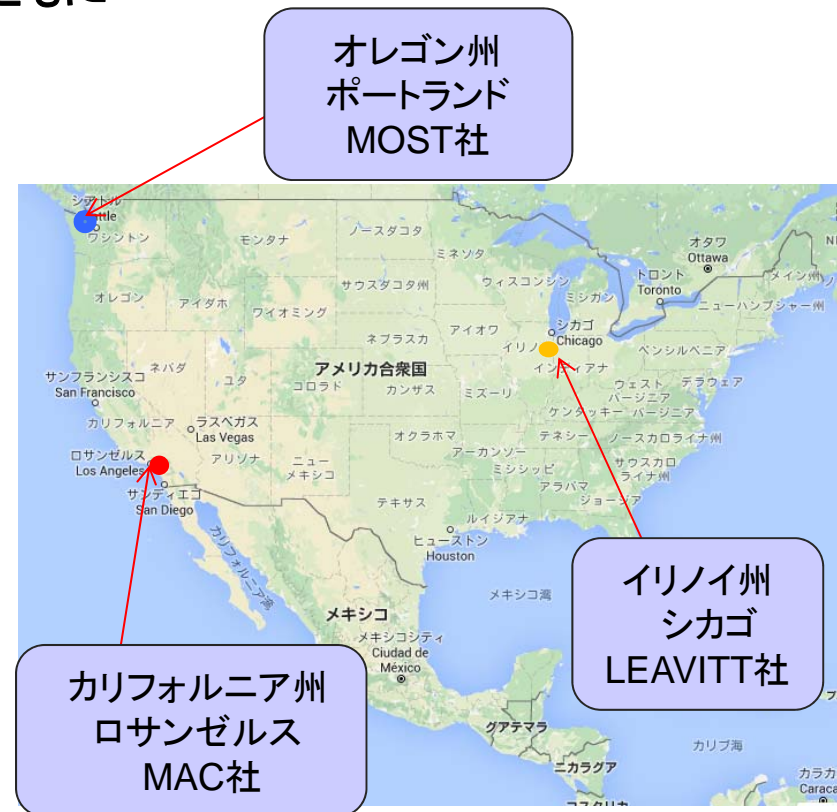 オレゴン州
ポートランド
MOST社
シアトル
ワシントン
モンタナ
ノースダコタ
ミネソタ
オタワ
Ottawa
オレゴン
アイダホ
ワイオミング
サウスダコタ州
ウィスコンシン
ミシガン
トロント
Toronto
メイン州
ニューハンプシャー州
ネブラスカ
アイオワ
シカゴ
Chicago
ペンシルベニア
サンフランシスコ
San Francisco
ネバダ
ユタ
コロラド
アメリカ合衆国
カンザス
ミズーリ
インディアナ
ウェスト
バージニア
デラウェア
ケンタッキー
バージニア
カリフォルニア
ラスベガス
Las Vegas
オクラホマ
テネシー
ノースカロライナ州
ロサンゼルス
Los Angeles
アリゾナ
ニュー
メキシコ
アーカンソー
ミシシッピ
サウスカロ
ライナ州
アラバマ
ジョージア
サンディエゴ
San Diego
テキサス
ルイジアナ
ヒューストン
Houston
カリフォルニア湾
メキシコ湾
イリノイ州
シカゴ
LEAVITT社
メキシコ
メキシコシティ
Ciudad de
México
カリフォルニア州
ロサンゼルス
MAC社
グアテマラ
ニカラグア
カリブ海
カラカ
Caraca